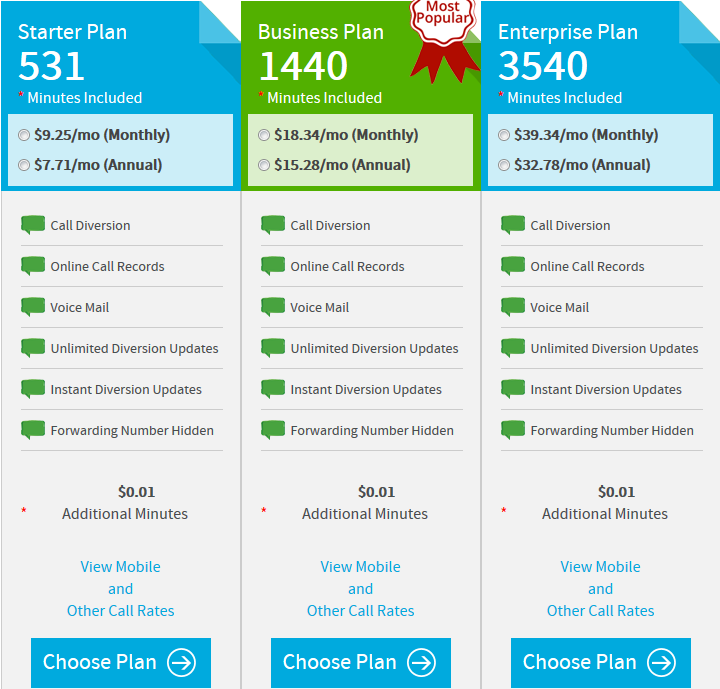 Starter Plan
531
* Minutes Included
$9.25/mo (Monthly)
$7.71/mo (Annual)
Call Diversion
Online Call Records
Voice Mail
Unlimited Diversion Updates
Instant Diversion Updates
Forwarding Number Hidden
$0.01
* Additional Minutes
View Mobile
and
Other Call Rates
Choose Plan
Most
Popular
Business Plan
1440
* Minutes Included
$18.34/mo (Monthly)
$15.28/mo (Annual)
Call Diversion
Online Call Records
Voice Mail
Unlimited Diversion Updates
Instant Diversion Updates
Forwarding Number Hidden
$0.01
* Additional Minutes
View Mobile
and
Other Call Rates
Choose Plan
Enterprise Plan
3540
* Minutes Included
$39.34/mo (Monthly)
$32.78/mo (Annual)
Call Diversion
Online Call Records
Voice Mail
Unlimited Diversion Updates
Instant Diversion Updates
Forwarding Number Hidden
$0.01
* Additional Minutes
View Mobile
and
Other Call Rates
Choose Plan